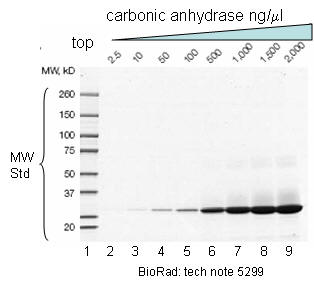 carbonic anhydrase ng/µl
top
2.5 10 50 100 500 1,000 1,500 2,000
MW, kD
260
150
100
75
50
37
20
MW
Std
1 2 3 4 5 6 7 8 9
BioRad: tech note 5299